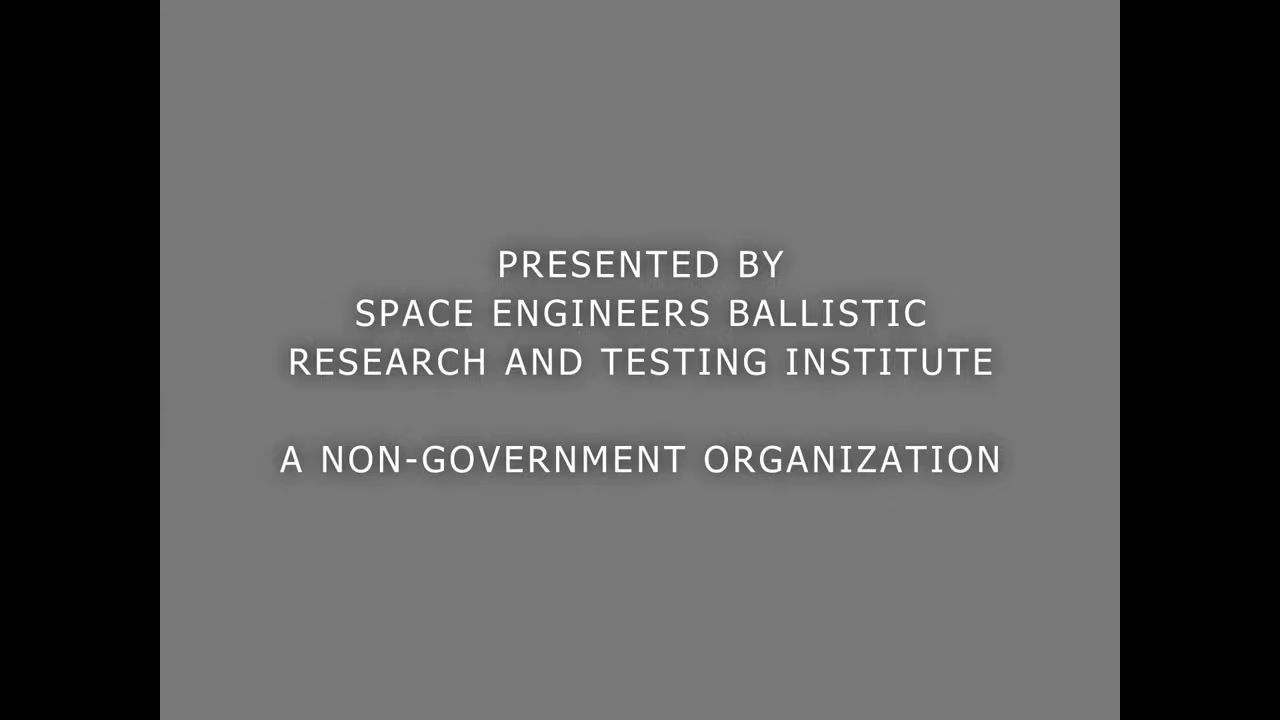 PRESENTED BY
SPACE ENGINEERS BALLISTIC
RESEARCH AND TESTING INSTITUTE
A NON-GOVERNMENT ORGANIZATION